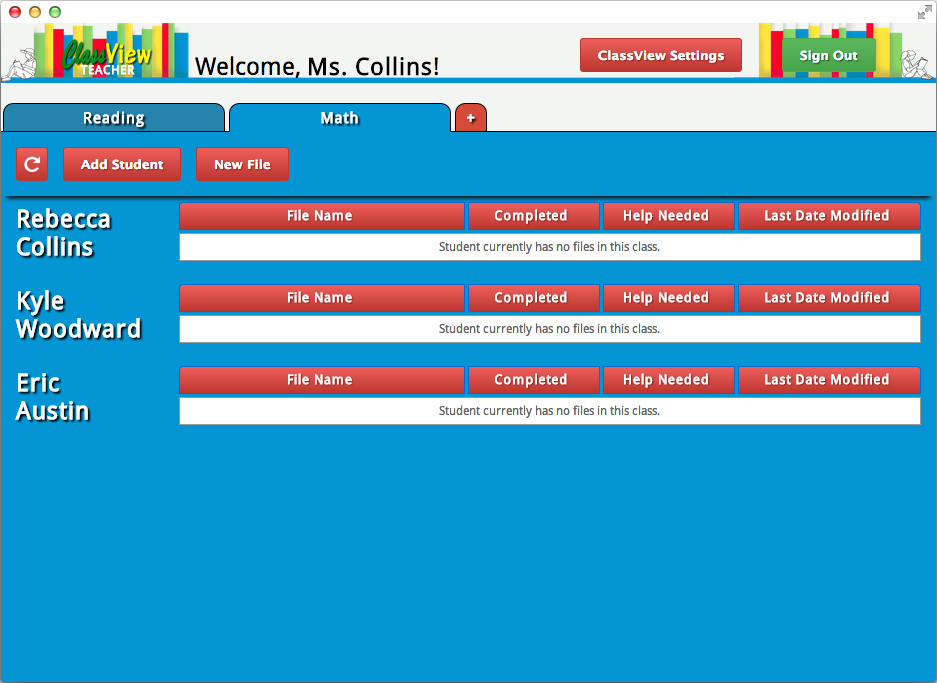 ClassView
TEACHER
Welcome, Ms. Collins!
ClassView Settings
Sign Out
Reading
Math
+
Add Student
New File
Rebecca
Collins
File Name
Completed
Help Needed
Last Date Modified
Student currently has no files in this class.
Kyle
Woodward
File Name
Completed
Help Needed
Last Date Modified
Student currently has no files in this class.
Eric
Austin
File Name
Completed
Help Needed
Last Date Modified
Student currently has no files in this class.